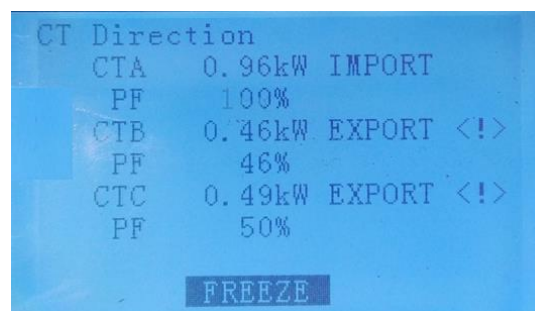 CT Direction
CTA 0.96kW IMPORT
PF 100%
CTB 0.46kW EXPORT <!>
PF 46%
CTC 0.49kW EXPORT <!>
PF 50%
FREEZE